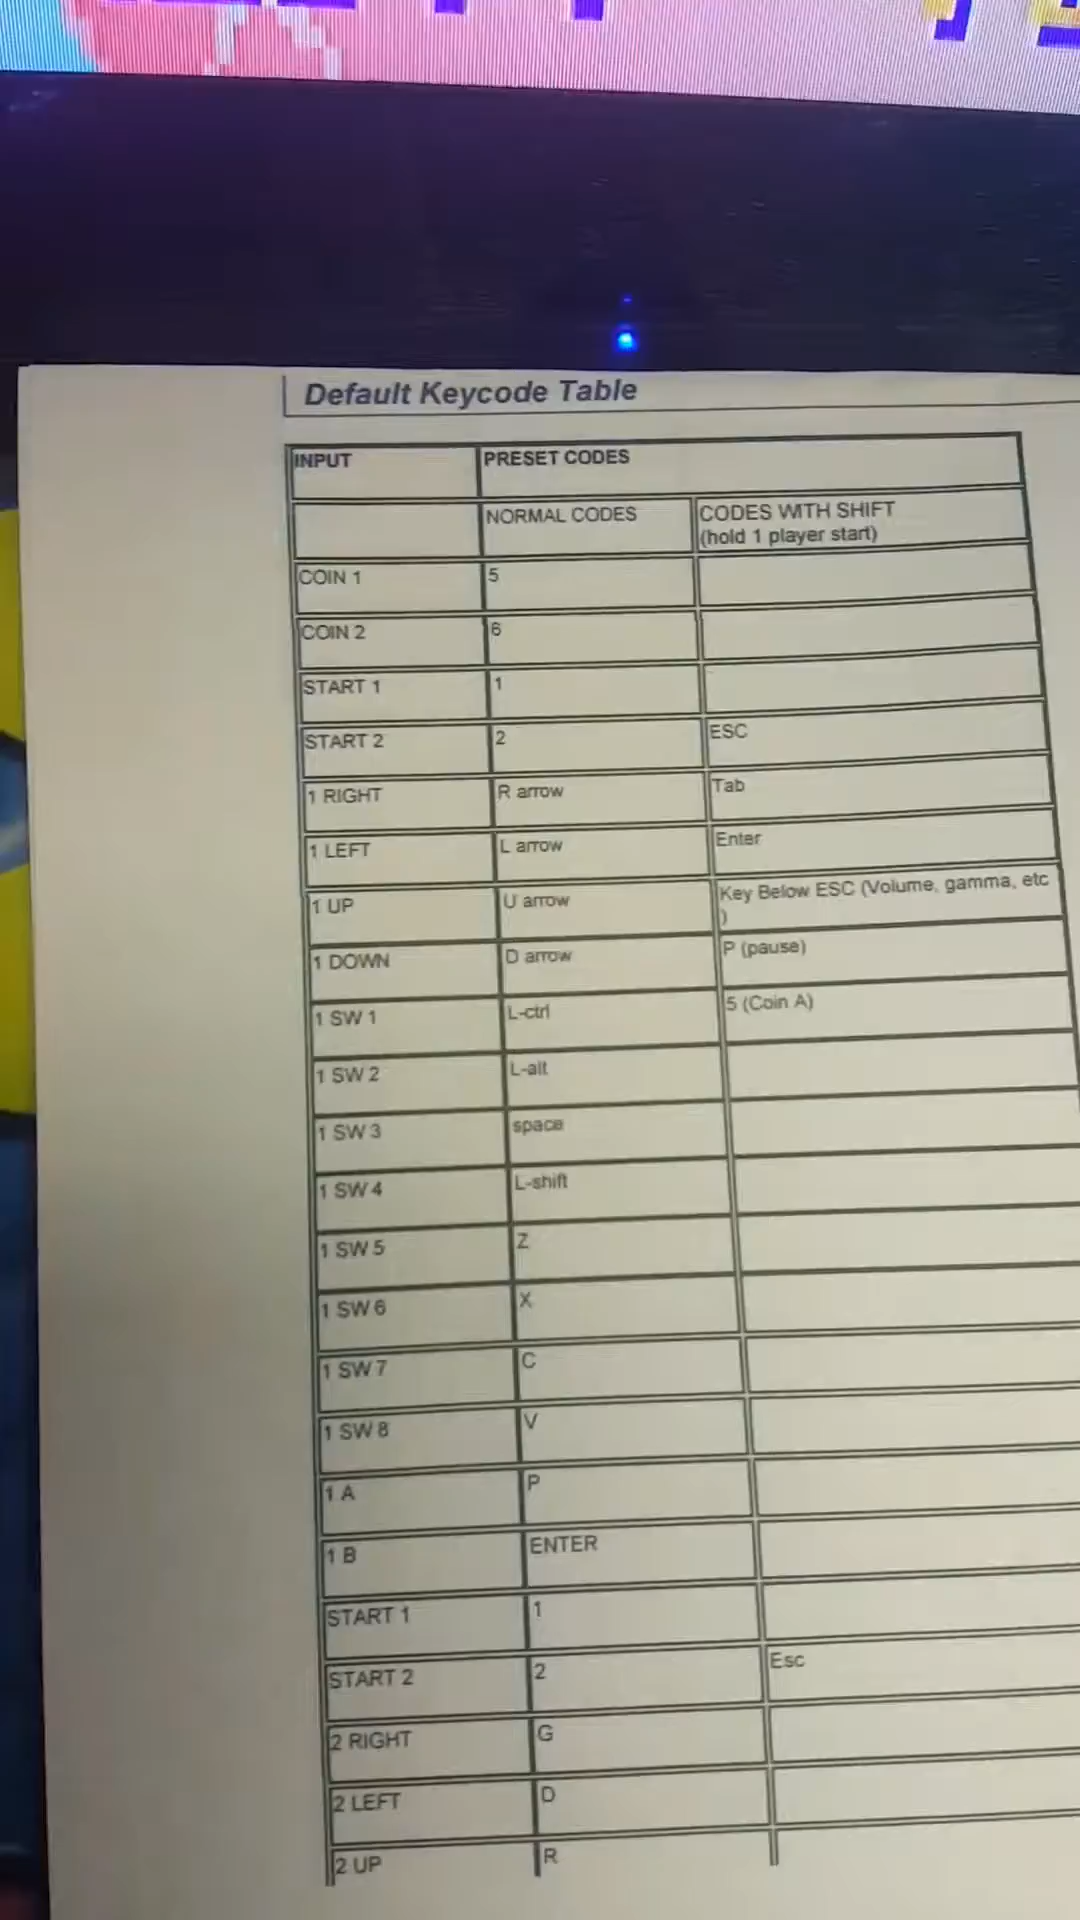 Default Keycode Table
INPUT PRESET CODES
NORMAL CODES CODES WITH SHIFT
(hold 1 player start)
COIN 1 5
COIN 2 6
START 1 1
START 2 2 ESC
1 RIGHT R arrow Tab
1 LEFT L arrow Enter
1 UP U arrow Key Below ESC (Volume, gamma, etc
)
1 DOWN D arrow P (pause)
1 SW 1 L-ctrl 5 (Coin A)
1 SW 2 L-alt
1 SW 3 space
1 SW 4 L-shift
1 SW 5 Z
1 SW 6 X
1 SW 7 C
1 SW 8 V
1 A P
1 B ENTER
START 1 1
START 2 2 Esc
2 RIGHT G
2 LEFT D
2 UP R